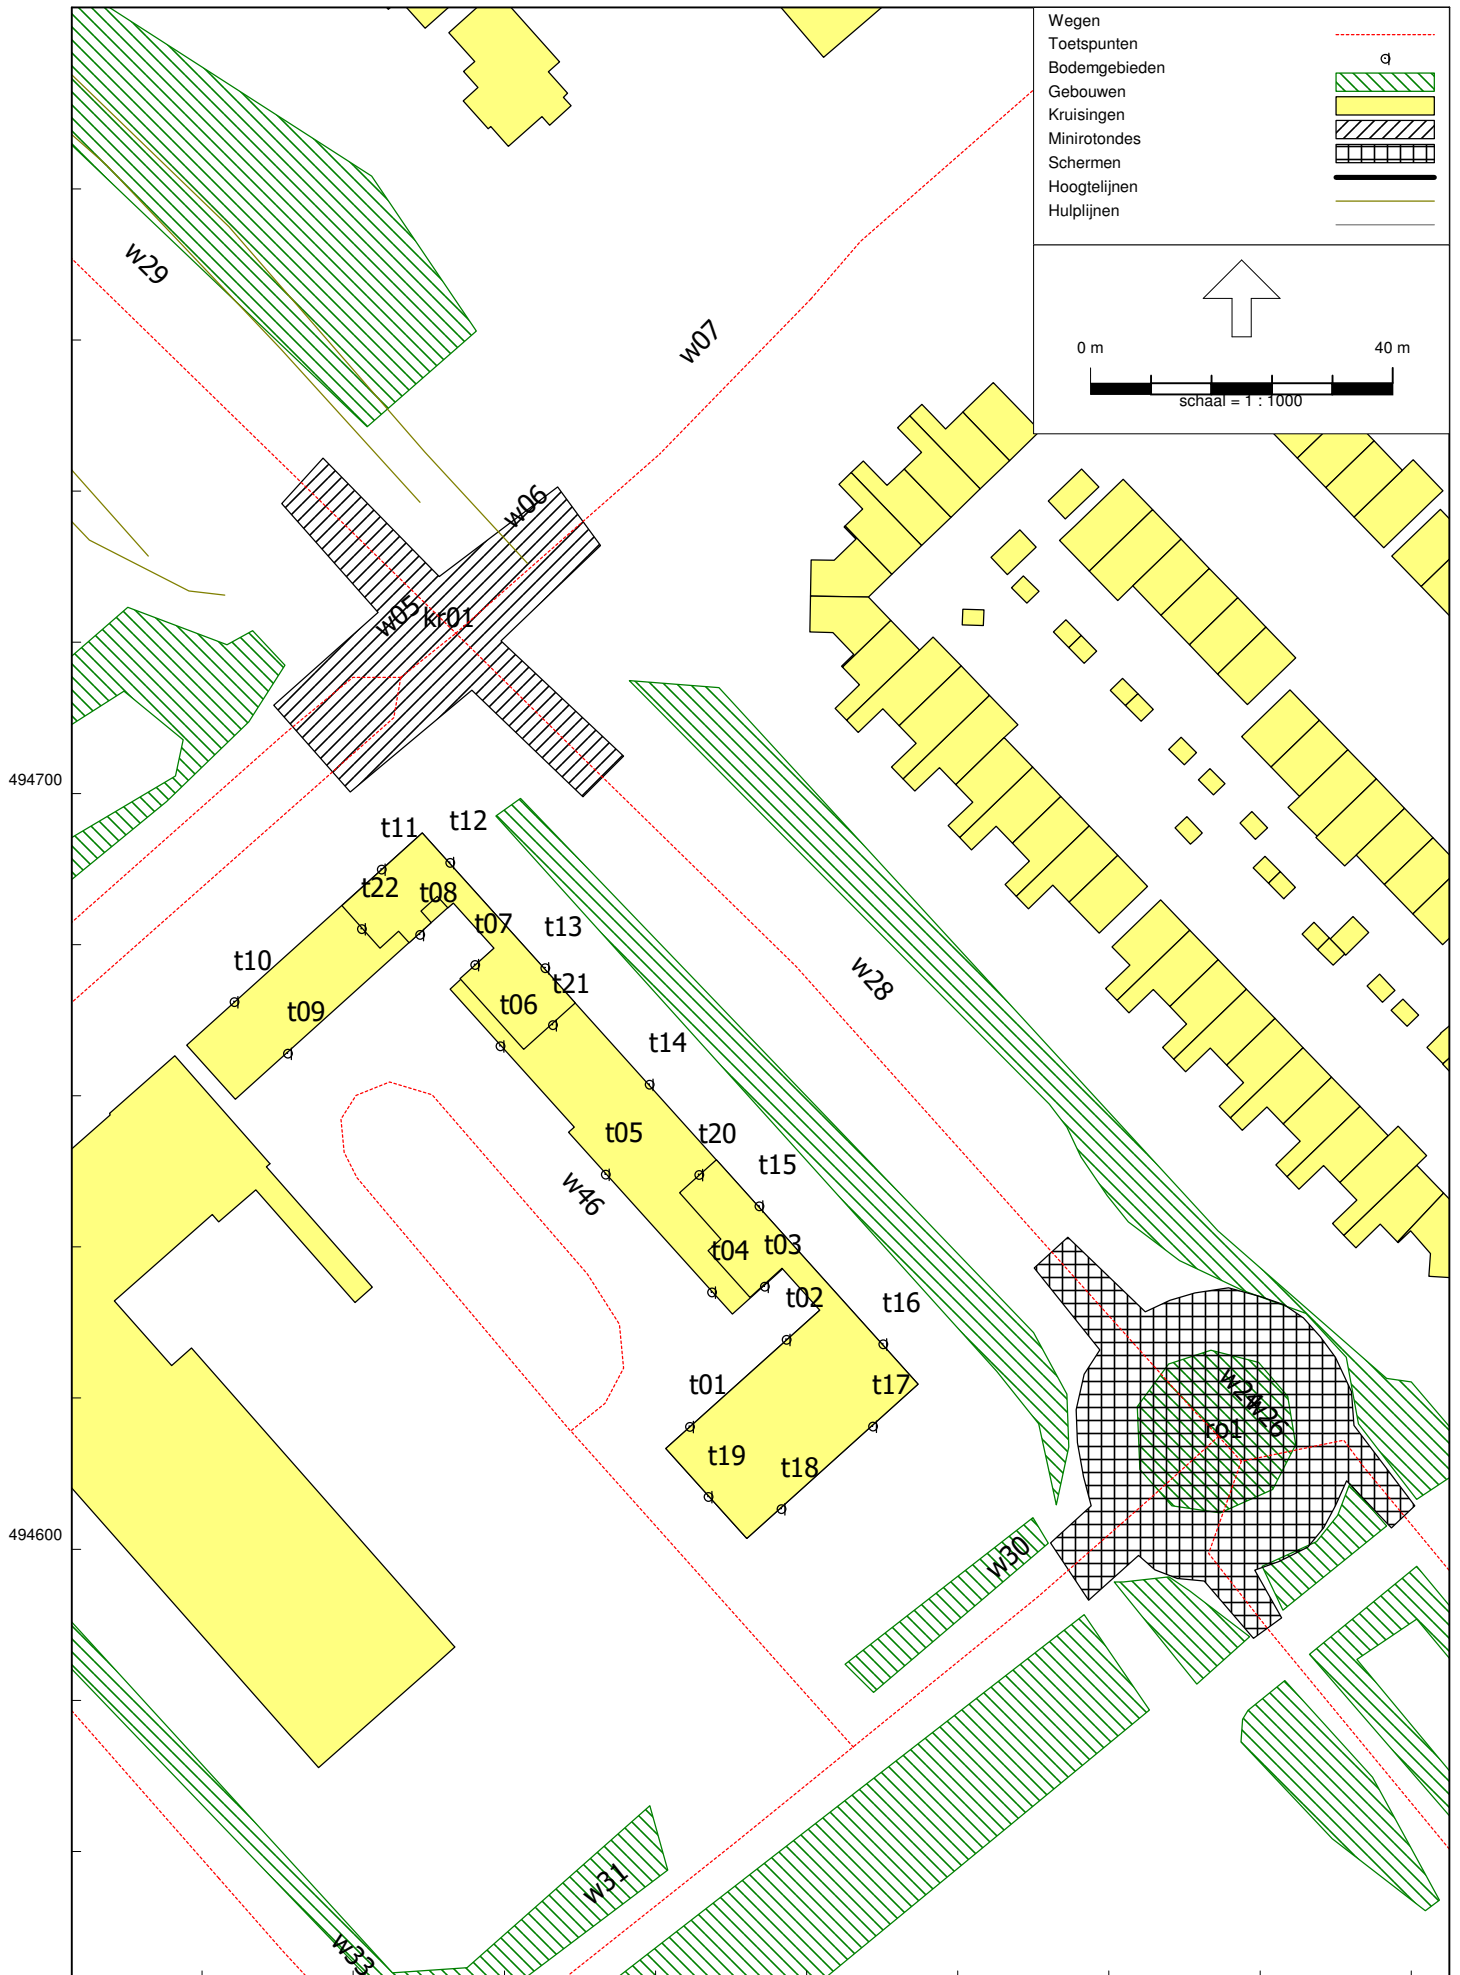 Wegen
Toetspunten
Bodemgebieden
Gebouwen
Kruisingen
Minirotondes
Schermen
Hoogtelijnen
Hulplijnen
0 m 40 m
schaal = 1 : 1000
w29
w07
w06
w05
kr01
494700
t11
t12
t22
t08
t07
t13
t10
t21
t09
t06
w28
t14
t05
t20
t15
w46
t04
t03
t02
t16
t01
t17
w24
w26
ro1
t19
t18
494600
w30
w31
w33